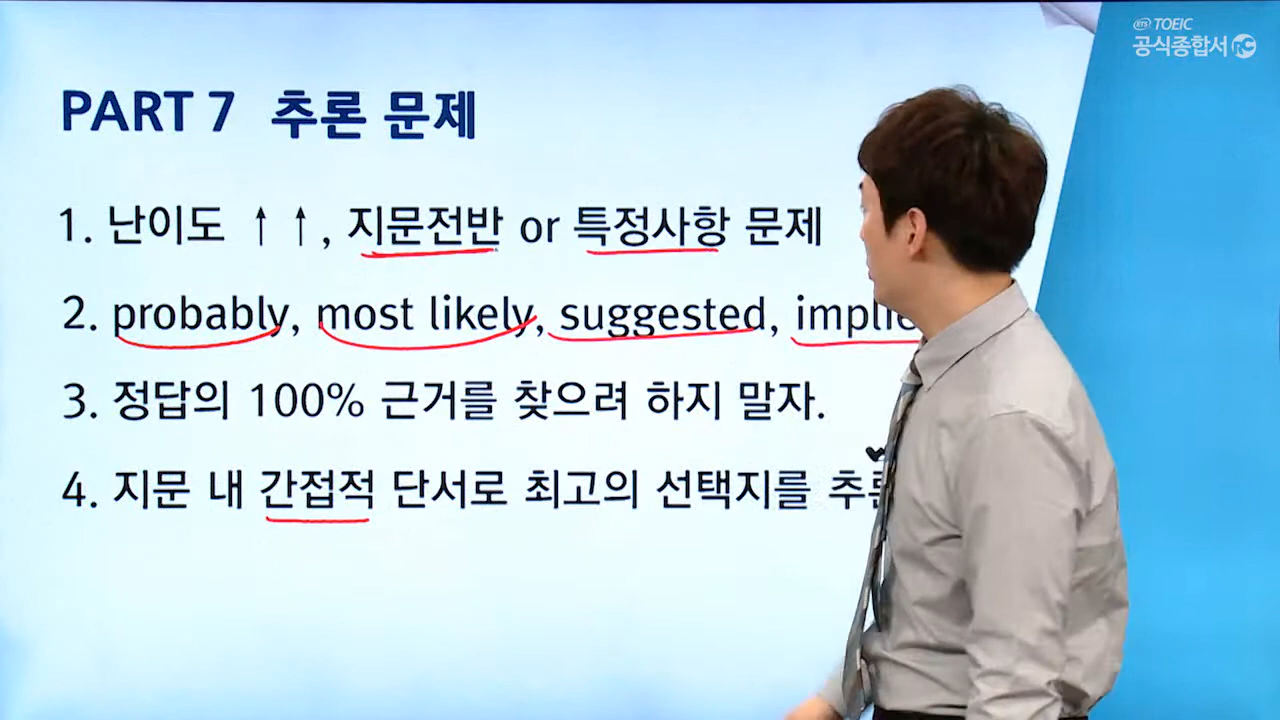 ETS TOEIC
공식종합서 RC
PART 7 추론 문제
1. 난이도 ↑ ↑, 지문전반 or 특정사항 문제
2. probably, most likely, suggested,
3. 정답의 100% 근거를 찾으려 하지 말자.
4. 지문 내 간접적 단서로 최고의 선택지를